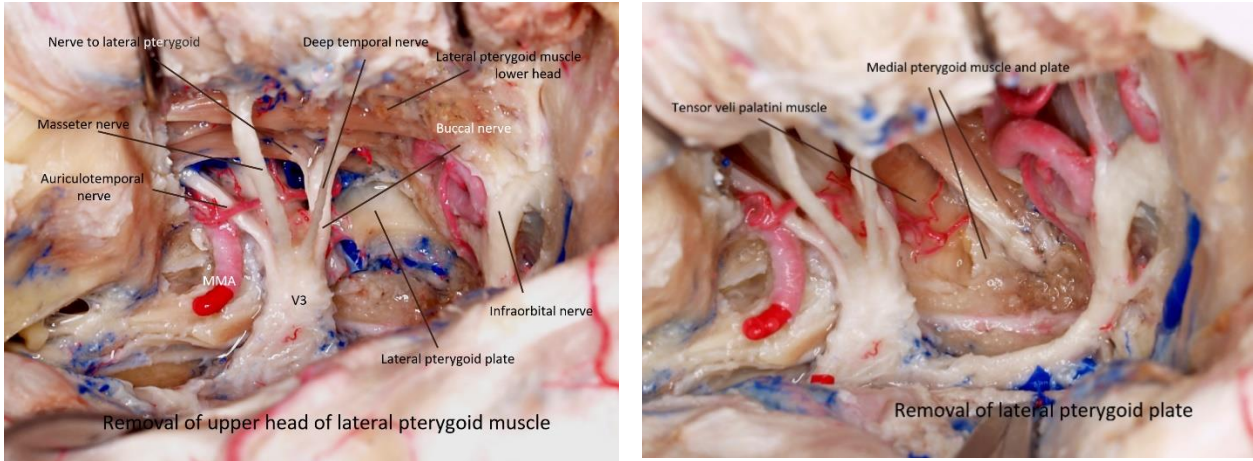 Nerve to lateral pterygoid
Deep temporal nerve
Lateral pterygoid muscle
lower head
Masseter nerve
Buccal nerve
Auriculotemporal
nerve
MMA
V3
Infraorbital nerve
Lateral pterygoid plate
Removal of upper head of lateral pterygoid muscle
Medial pterygoid muscle and plate
Tensor veli palatini muscle
Removal of lateral pterygoid plate